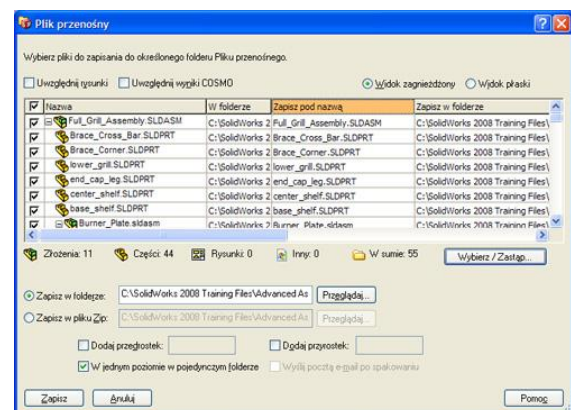 Plik przenośny
Wybierz pliki do zapisania do określonego folderu Pliku przenośnego.
Uwzględnij rysunki Uwzględnij wyniki COSMO Widok zagnieżdżony Widok płaski
Nazwa W folderze Zapisz pod nazwą Zapisz w folderze
Full_Grill_Assembly.SLDASM C:\SolidWorks 2 Full_Grill_Assembly.SLDASM C:\SolidWorks 2008 Training Files\
Brace_Cross_Bar.SLDPRT C:\SolidWorks 2 Brace_Cross_Bar.SLDPRT C:\SolidWorks 2008 Training Files\
Brace_Corner.SLDPRT C:\SolidWorks 2 Brace_Corner.SLDPRT C:\SolidWorks 2008 Training Files\
lower_grill.SLDPRT C:\SolidWorks 2 lower_grill.SLDPRT C:\SolidWorks 2008 Training Files\
end_cap_leg.SLDPRT C:\SolidWorks 2 end_cap_leg.SLDPRT C:\SolidWorks 2008 Training Files\
center_shelf.SLDPRT C:\SolidWorks 2 center_shelf.SLDPRT C:\SolidWorks 2008 Training Files\
base_shelf.SLDPRT C:\SolidWorks 2 base_shelf.SLDPRT C:\SolidWorks 2008 Training Files\
Burner_Plate.sldasm C:\SolidWorks 2 Burner_Plate.sldasm C:\SolidWorks 2008 Training Files\
Złożenia: 11 Części: 44 Rysunki: 0 Inny: 0 W sumie: 55 Wybierz / Zastąp...
Zapisz w folderze: C:\SolidWorks 2008 Training Files\Advanced As Przeglądaj...
Zapisz w pliku Zip: C:\SolidWorks 2008 Training Files\Advanced As Przeglądaj...
Dodaj przedrostek: Dodaj przyrostek:
W jednym poziomie w pojedynczym folderze Wyślij pocztę e-mail po spakowaniu
Zapisz Anuluj Pomoc